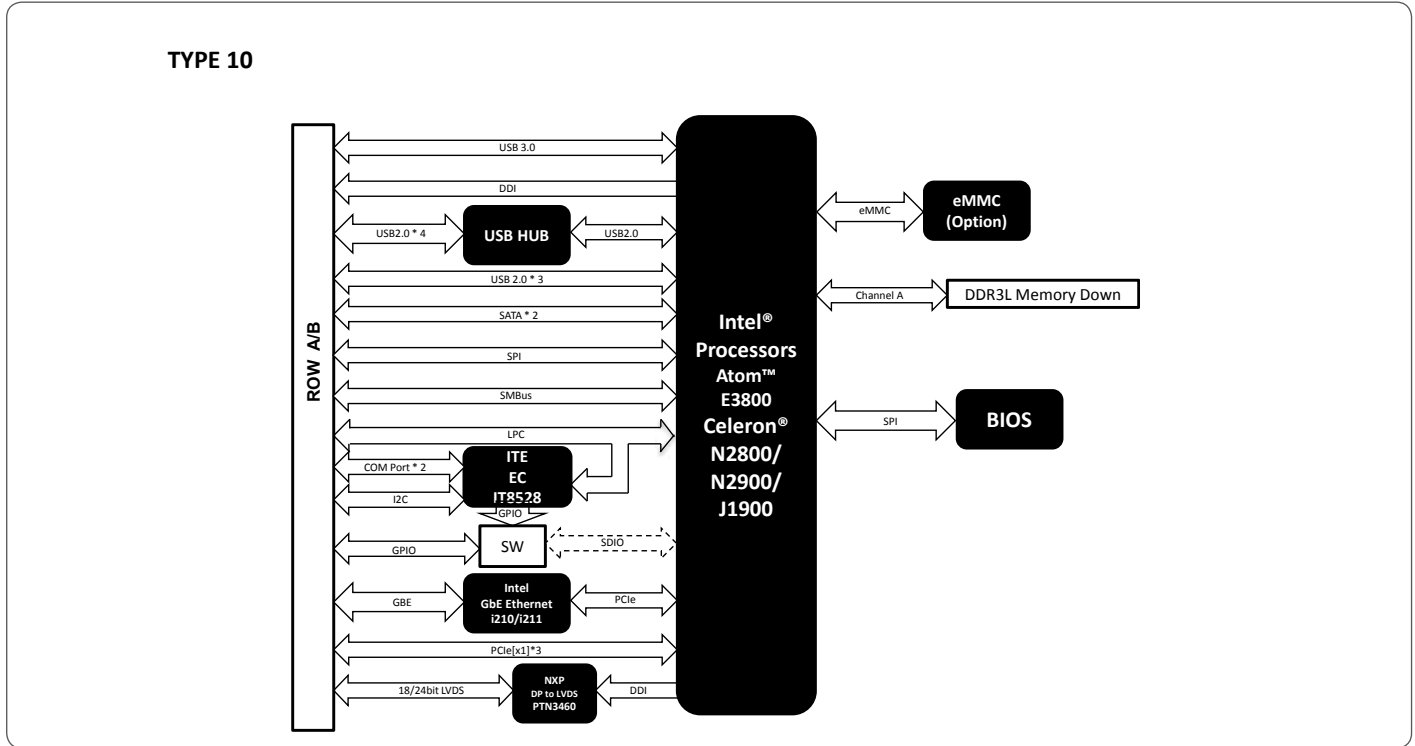 TYPE 10
ROW A/B
USB 3.0
DDI
USB2.0 * 4
USB HUB
USB2.0
USB 2.0 * 3
SATA * 2
SPI
SMBus
LPC
COM Port * 2
I2C
ITE
EC
IT8528
GPIO
GPIO
SW
SDIO
GBE
Intel
GbE Ethernet
i210/i211
PCIe
PCIe[x1]*3
18/24bit LVDS
NXP
DP to LVDS
PTN3460
DDI
Intel®
Processors
Atom™
E3800
Celeron®
N2800/
N2900/
J1900
eMMC
eMMC
(Option)
Channel A
DDR3L Memory Down
SPI
BIOS